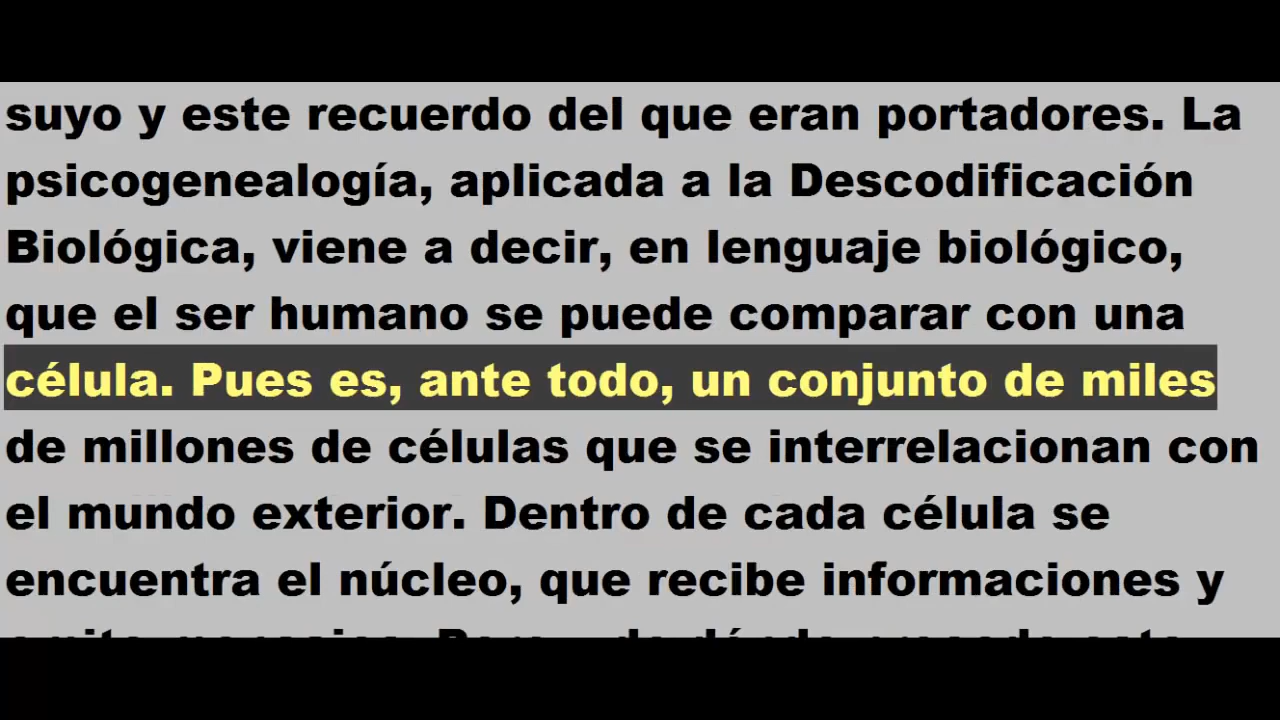 suyo y este recuerdo del que eran portadores. La
psicogenealogía, aplicada a la Descodificación
Biológica, viene a decir, en lenguaje biológico,
que el ser humano se puede comparar con una
célula. Pues es, ante todo, un conjunto de miles
de millones de células que se interrelacionan con
el mundo exterior. Dentro de cada célula se
encuentra el núcleo, que recibe informaciones y